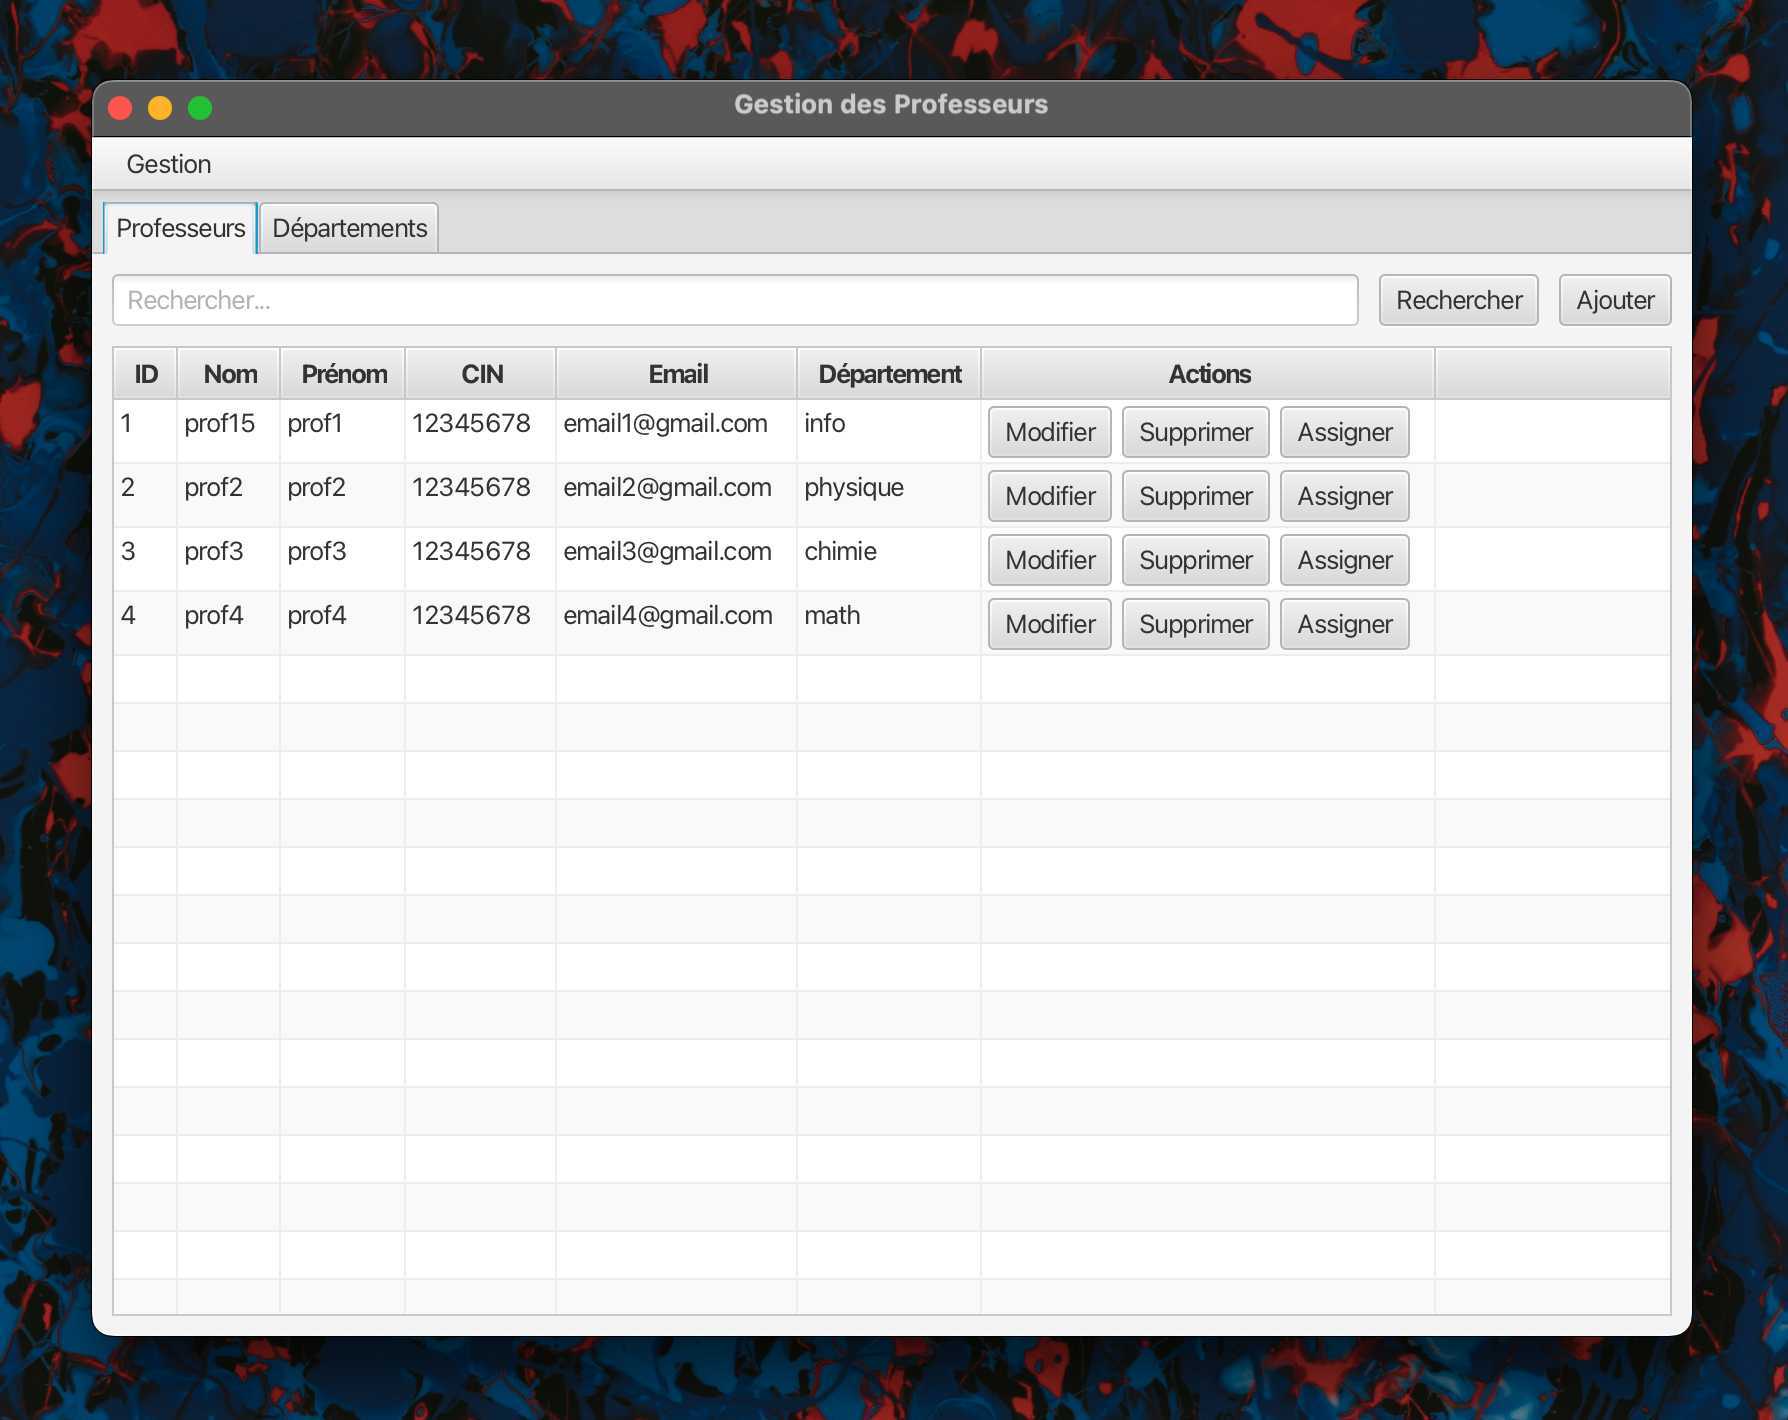 Gestion des Professeurs
Gestion
Professeurs Départements
Rechercher... Rechercher Ajouter
ID Nom Prénom CIN Email Département Actions
1 prof15 prof1 12345678 email1@gmail.com info Modifier Supprimer Assigner
2 prof2 prof2 12345678 email2@gmail.com physique Modifier Supprimer Assigner
3 prof3 prof3 12345678 email3@gmail.com chimie Modifier Supprimer Assigner
4 prof4 prof4 12345678 email4@gmail.com math Modifier Supprimer Assigner